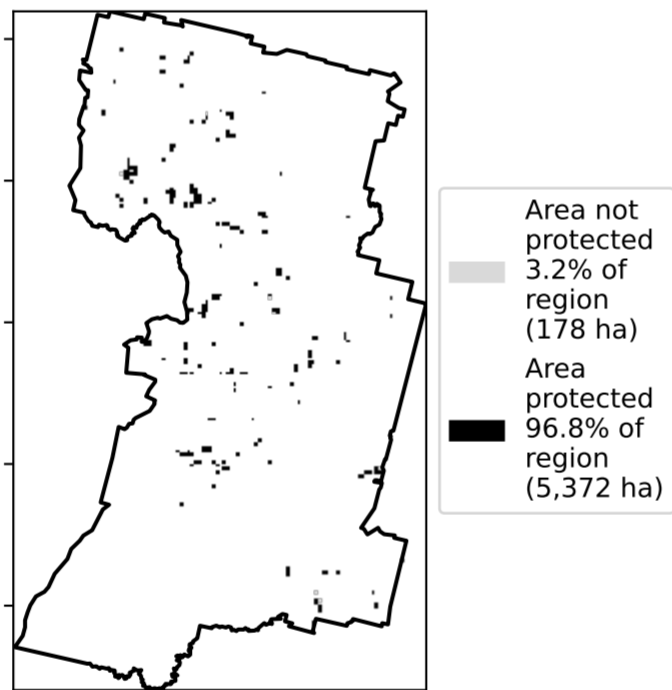 Area not
protected
3.2% of
region
(178 ha)
Area
protected
96.8% of
region
(5,372 ha)